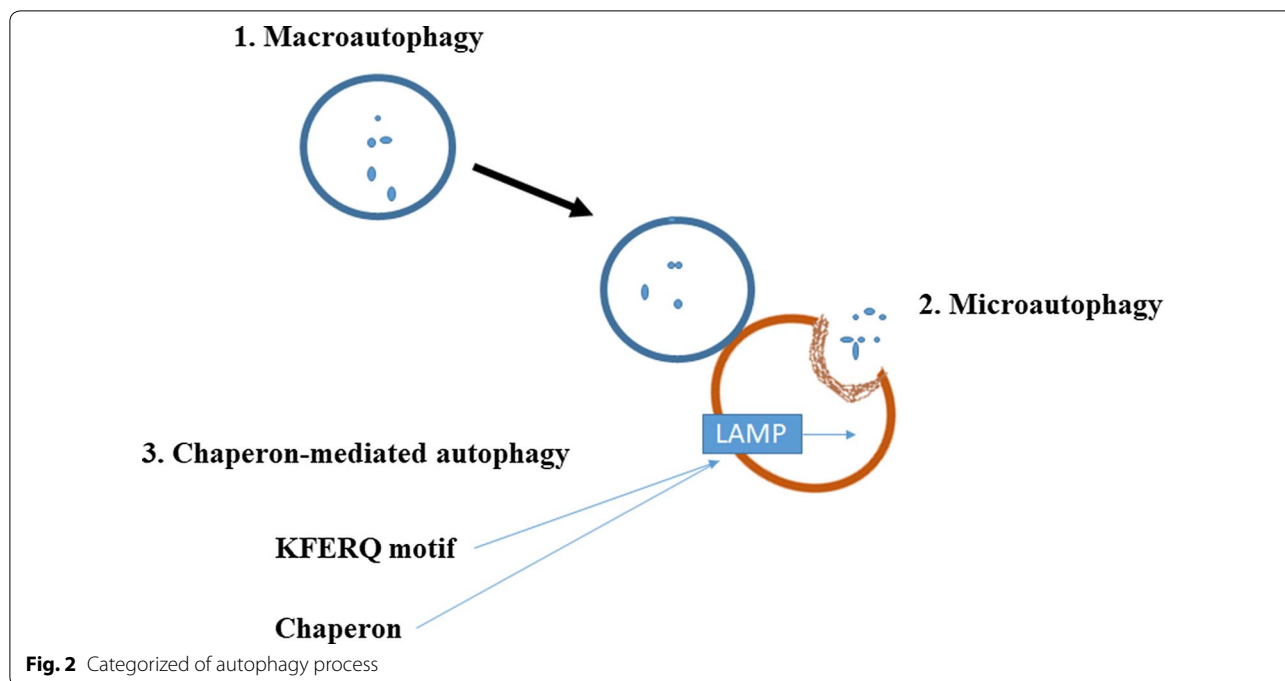 1. Macroautophagy
2. Microautophagy
LAMP
3. Chaperon-mediated autophagy
KFERQ motif
Chaperon
Fig. 2 Categorized of autophagy process